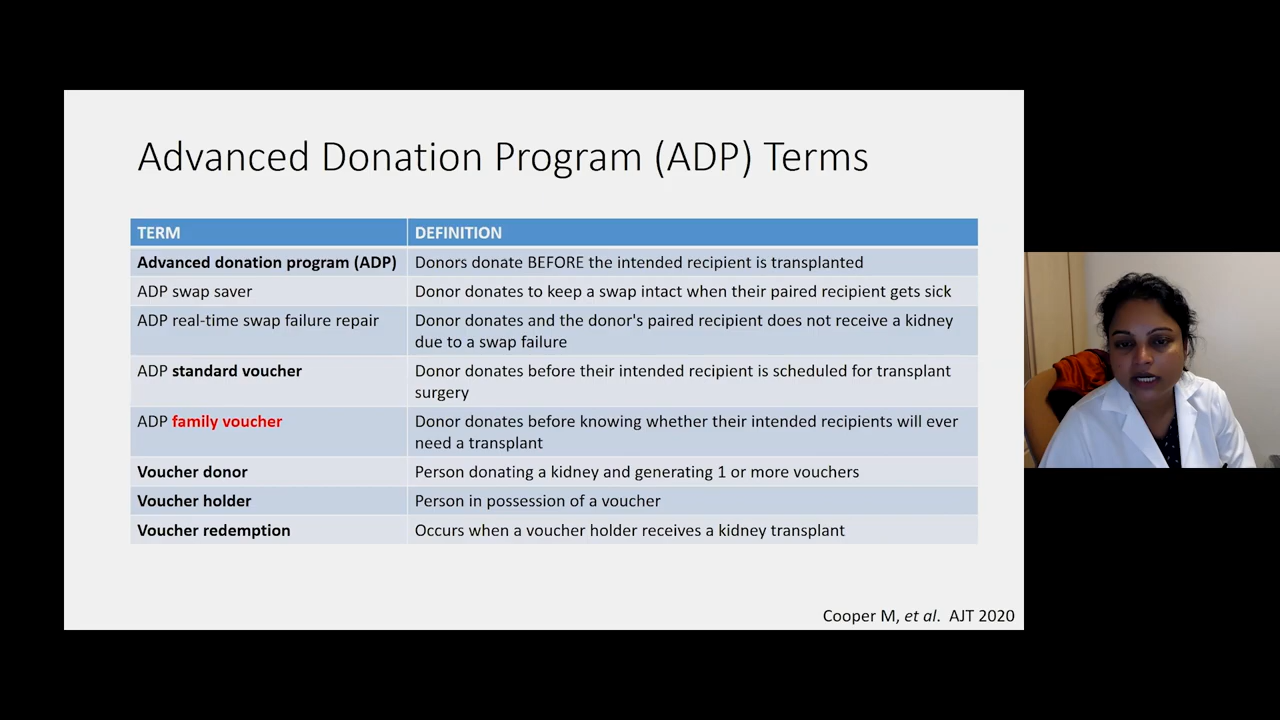 Advanced Donation Program (ADP) Terms
TERM
DEFINITION
Advanced donation program (ADP)
Donors donate BEFORE the intended recipient is transplanted
ADP swap saver
Donor donates to keep a swap intact when their paired recipient gets sick
ADP real-time swap failure repair
Donor donates and the donor's paired recipient does not receive a kidney
due to a swap failure
ADP standard voucher
Donor donates before their intended recipient is scheduled for transplant
surgery
ADP family voucher
Donor donates before knowing whether their intended recipients will ever
need a transplant
Voucher donor
Person donating a kidney and generating 1 or more vouchers
Voucher holder
Person in possession of a voucher
Voucher redemption
Occurs when a voucher holder receives a kidney transplant
Cooper M, et al. AJT 2020